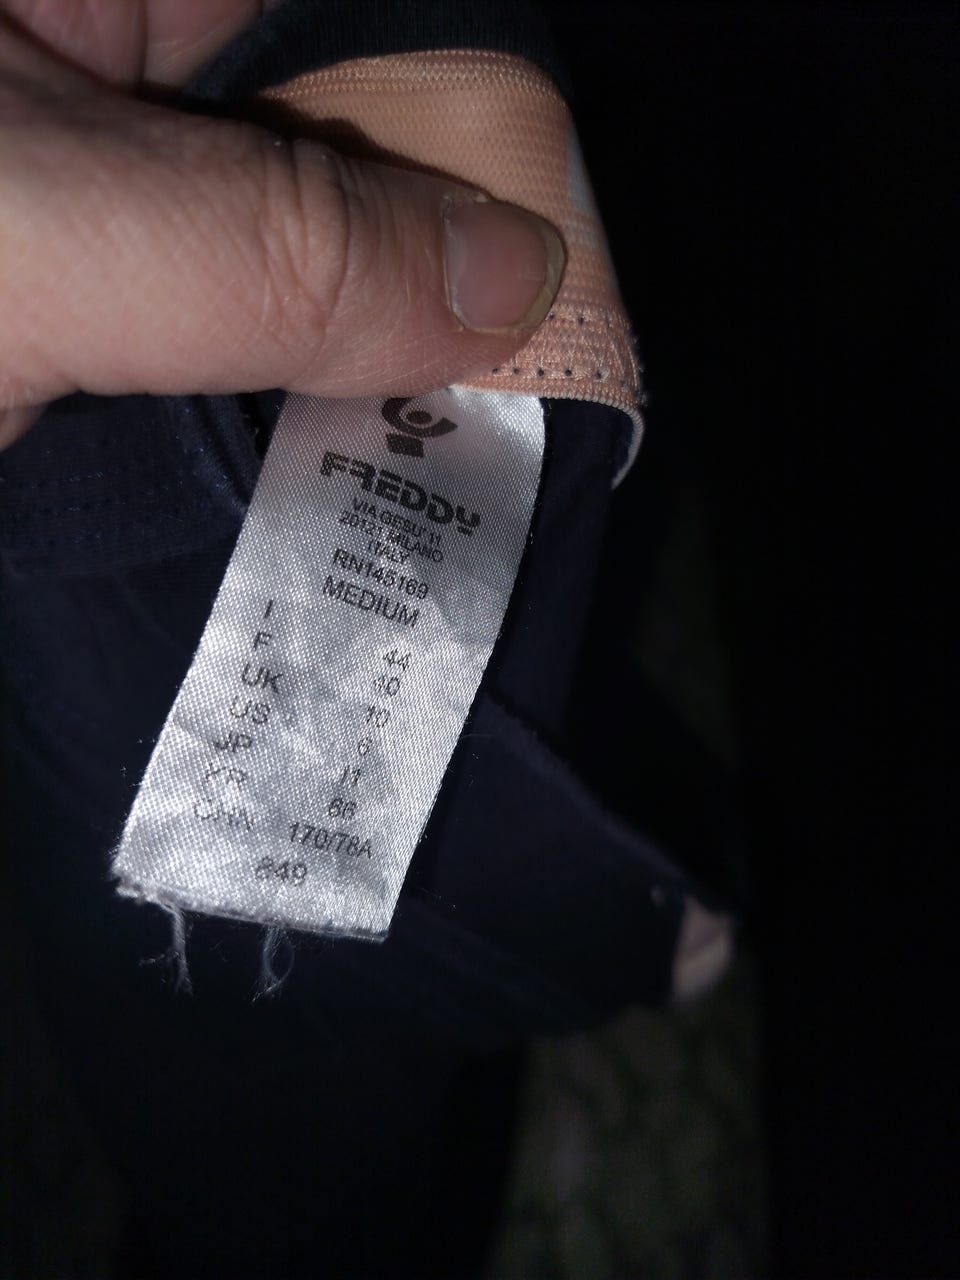 FREDDY
VIA GESU' 11
20121 MILANO
ITALY
RN145169
MEDIUM
I 44
F 40
UK 10
US 6
JP 11
KR 66
CHN 170/78A